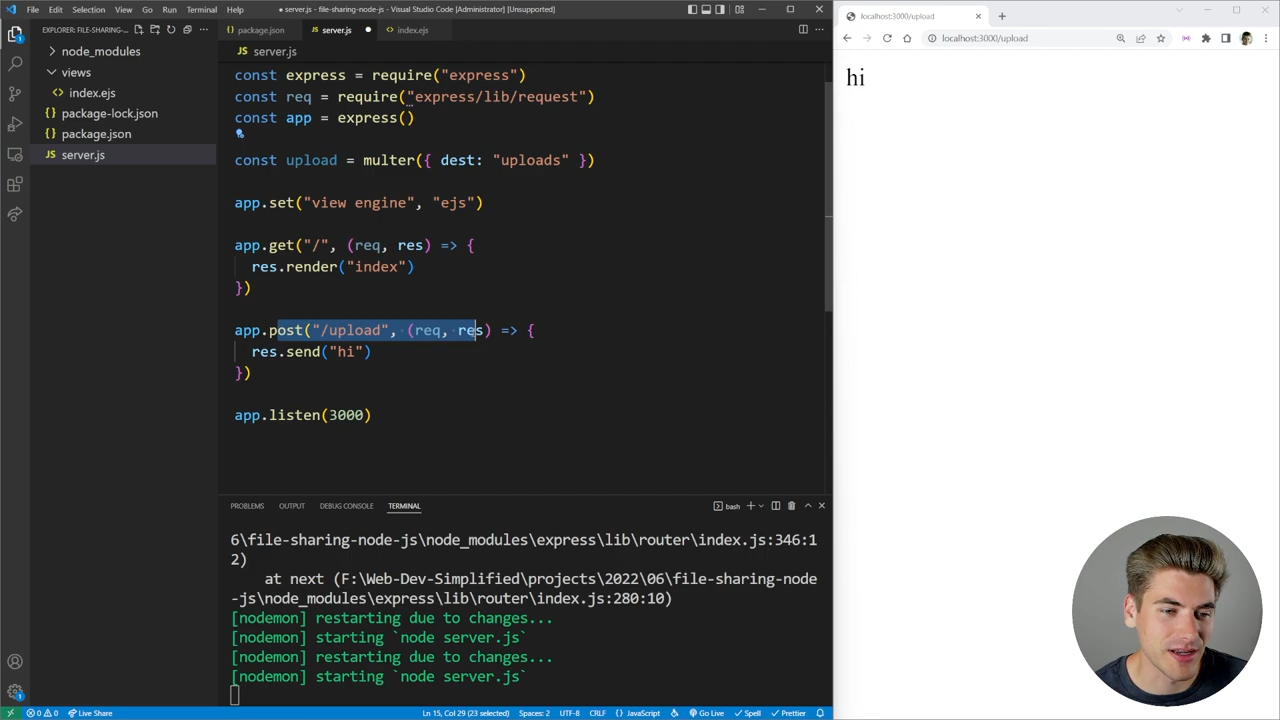 File Edit Selection View Go Run Terminal
server.js - file-sharing-node-js - Visual Studio Code [Administrator] [Unsupported]
EXPLORER: FILE-SHARING-...
node_modules
views
index.ejs
package-lock.json
package.json
JS server.js
package.json
JS server.js
index.ejs
JS server.js
const express = require("express")
const req = require("express/lib/request")
const app = express()
const upload = multer({ dest: "uploads" })
app.set("view engine", "ejs")
app.get("/", (req, res) => {
res.render("index")
})
app.post("/upload", (req, res) => {
res.send("hi")
})
app.listen(3000)
PROBLEMS OUTPUT DEBUG CONSOLE TERMINAL
bash
6\file-sharing-node-js\node_modules\express\lib\router\index.js:346:1
2)
at next (F:\Web-Dev-Simplified\projects\2022\06\file-sharing-node
-js\node_modules\express\lib\router\index.js:280:10)
[nodemon] restarting due to changes...
[nodemon] starting `node server.js`
[nodemon] restarting due to changes...
[nodemon] starting `node server.js`
0 0 Live Share
Ln 15, Col 29 (23 selected) Spaces: 2 UTF-8 CRLF {} JavaScript Go Live Spell Prettier
localhost:3000/upload
localhost:3000/upload
hi